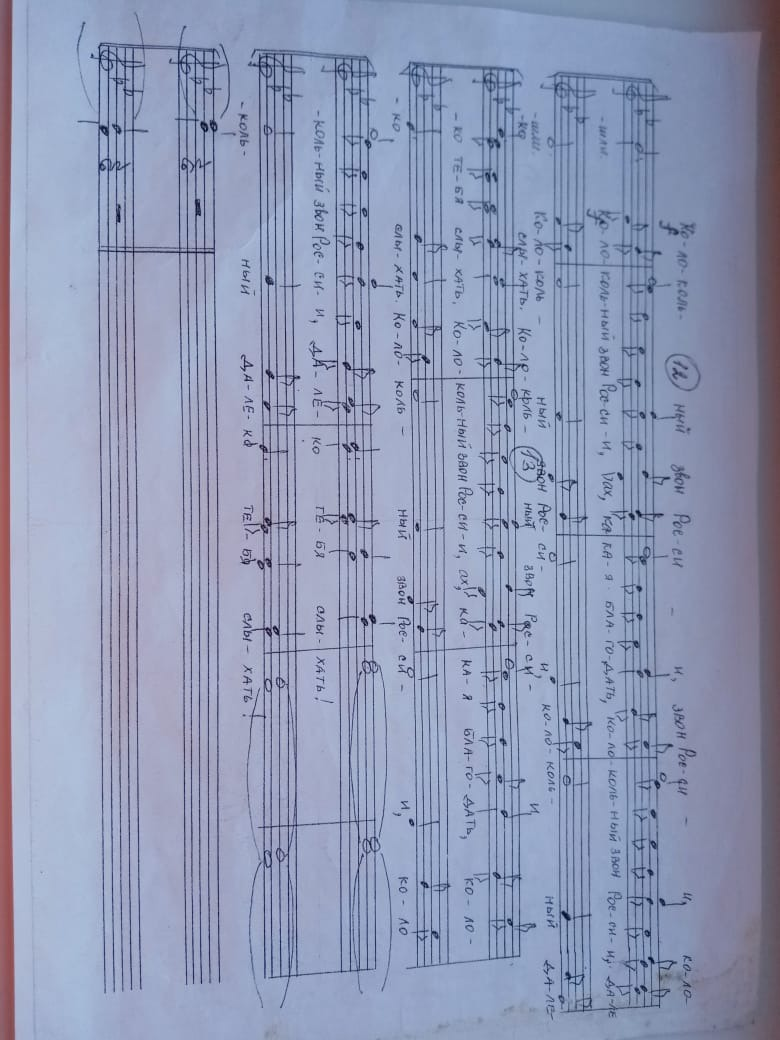 Ко-ло-коль- ный звон Рос-си - и, звон Рос-си - и, ко-ло-
12
-шли. Ко-ло-коль-ный звон Рос-си-и, ах, ка-ка-я бла-го-дать, ко-ло-коль-ный звон Рос-си-и, да-ле
-шли. Ко-ло-коль - ный звон Рос-си- и, ко-ло-коль- ный да-ле-
13
-ко слы-хать. Ко-ло-коль- ный звон Рос-си- и,
-ко те-бя слы-хать, ко-ло-коль-ный звон Рос-си-и, ах, ка-ка-я бла-го-дать, ко-ло-
-ко, слы-хать. Ко-ло-коль - ный звон Рос-си- и, ко-ло
-коль-ный звон Рос-си-и, да-ле-ко те-бя слы-хать!
-коль- ный да-ле-ко те-бя слы-хать!